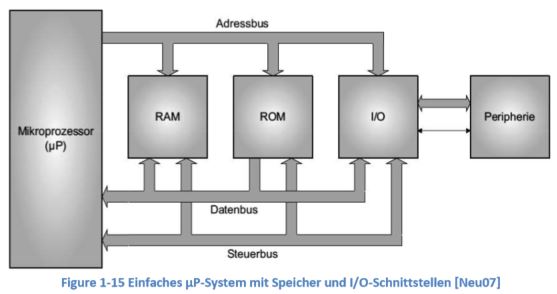 Adressbus
Mikroprozessor
(µP)
RAM
ROM
I/O
Peripherie
Datenbus
Steuerbus
Figure 1-15 Einfaches µP-System mit Speicher und I/O-Schnittstellen [Neu07]